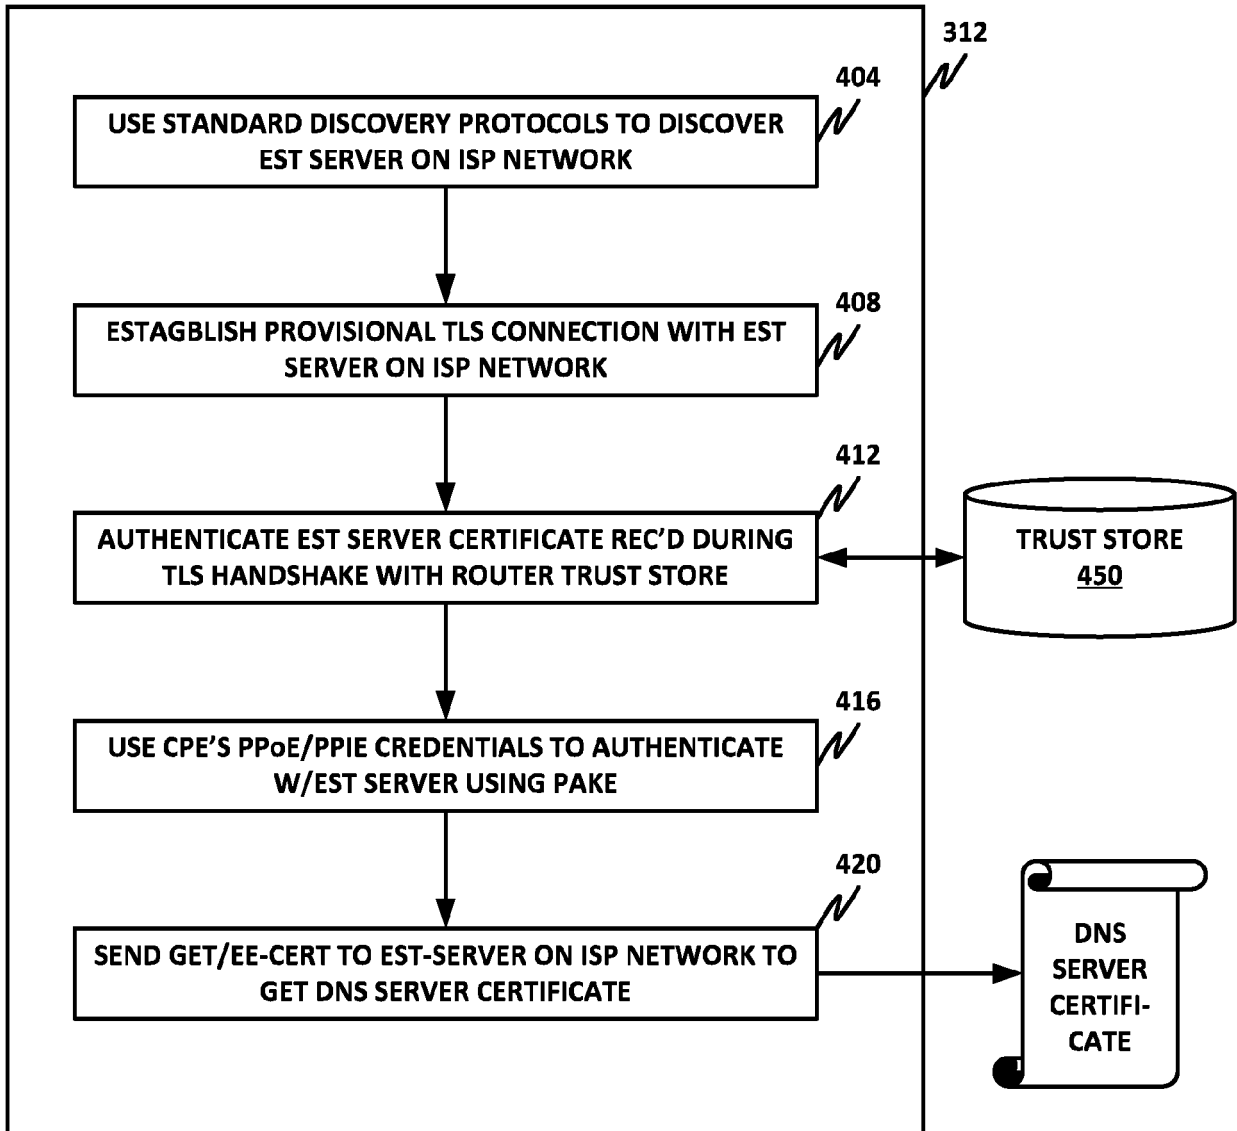 312
404
USE STANDARD DISCOVERY PROTOCOLS TO DISCOVER
EST SERVER ON ISP NETWORK
408
ESTAGBLISH PROVISIONAL TLS CONNECTION WITH EST
SERVER ON ISP NETWORK
412
AUTHENTICATE EST SERVER CERTIFICATE REC'D DURING
TLS HANDSHAKE WITH ROUTER TRUST STORE
TRUST STORE
450
416
USE CPE'S PPoE/PPIE CREDENTIALS TO AUTHENTICATE
W/EST SERVER USING PAKE
420
SEND GET/EE-CERT TO EST-SERVER ON ISP NETWORK TO
GET DNS SERVER CERTIFICATE
DNS
SERVER
CERTIFI-
CATE